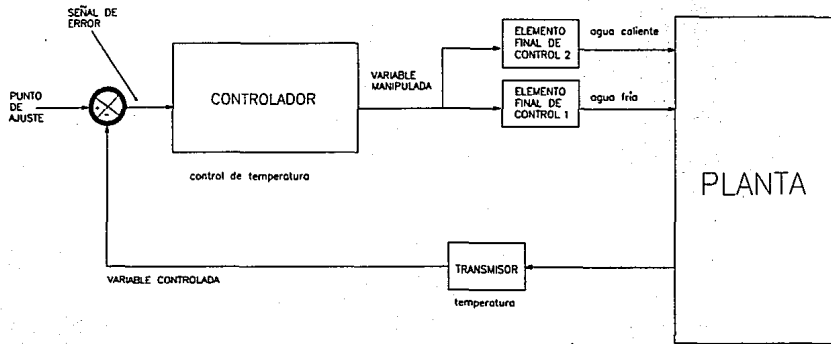 SEÑAL DE
ERROR
PUNTO
DE
AJUSTE
+
-
CONTROLADOR
control de temperatura
VARIABLE
MANIPULADA
ELEMENTO
FINAL DE
CONTROL 2
agua caliente
ELEMENTO
FINAL DE
CONTROL 1
agua fria
PLANTA
TRANSMISOR
temperatura
VARIABLE CONTROLADA